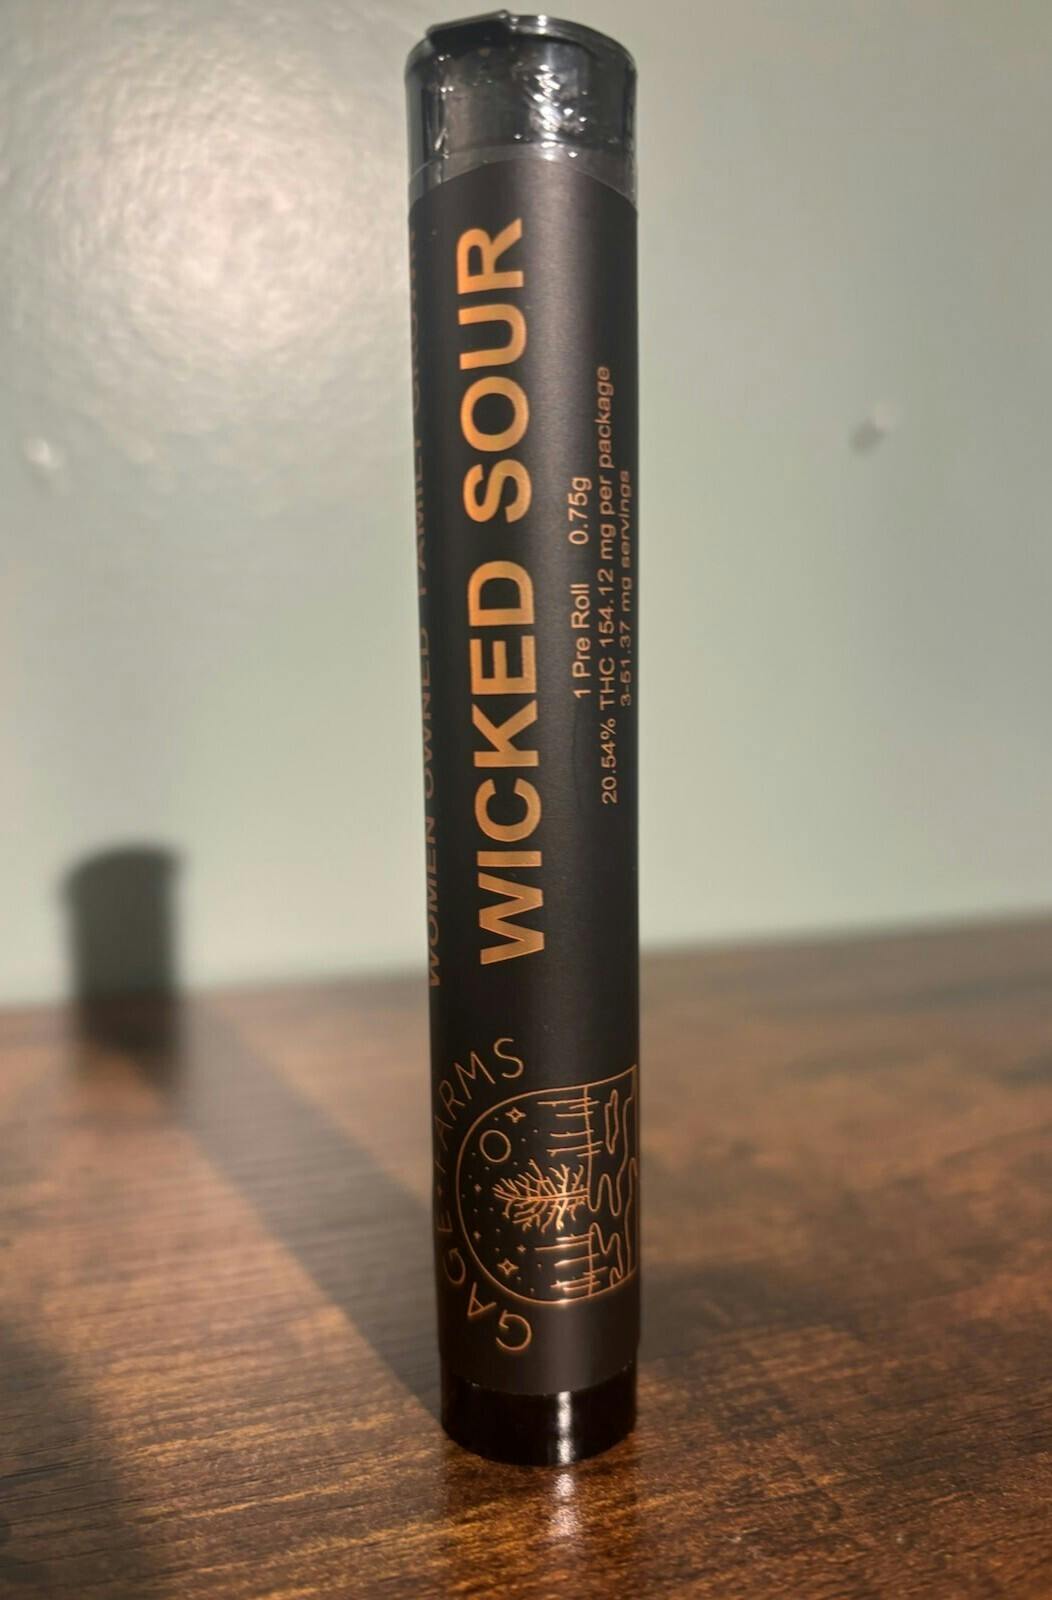 WOMEN OWNED FAMILY GROWN
WICKED SOUR
1 Pre Roll 0.75g
20.54% THC 154.12 mg per package
3-51.37 mg servings
GAGE FARMS